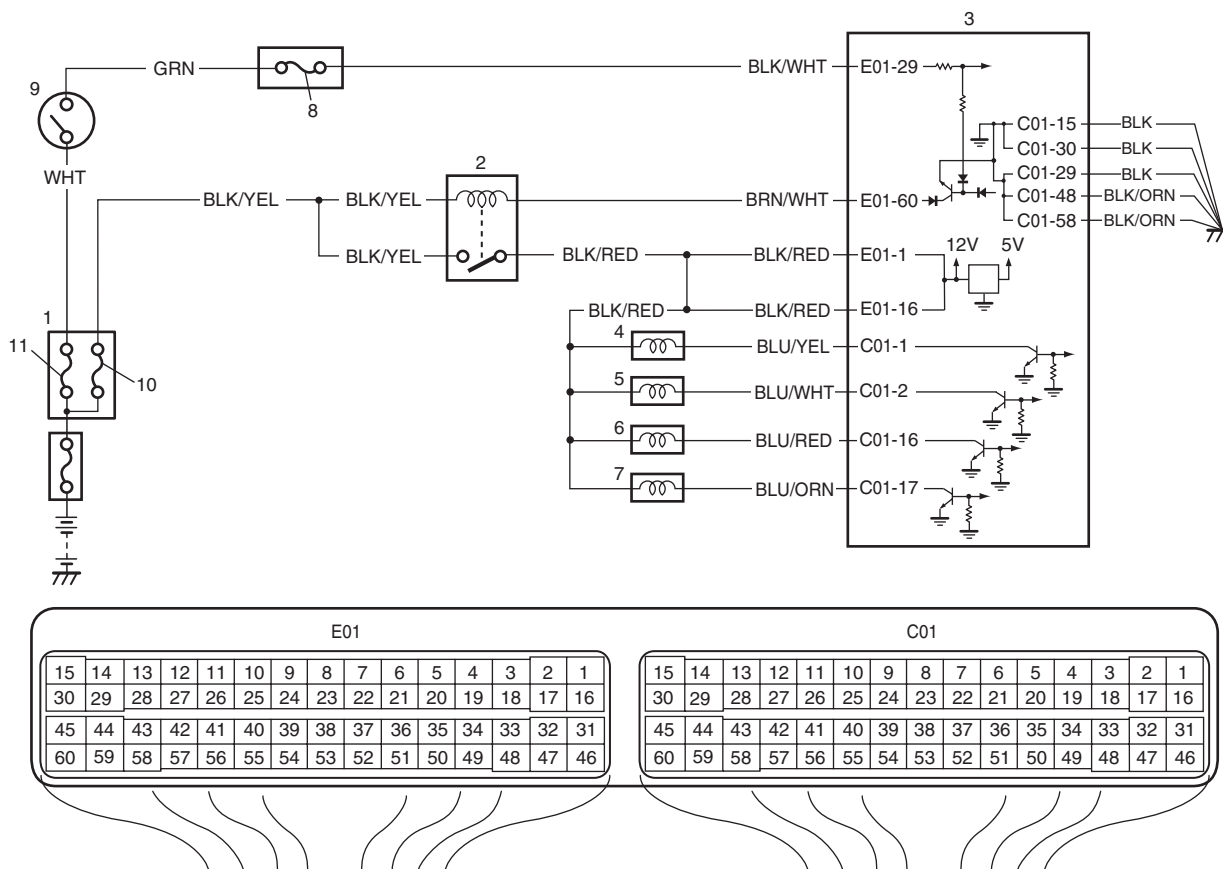 3
GRN
BLK/WHT
E01-29
9
8
C01-15
BLK
C01-30
BLK
2
C01-29
BLK
WHT
BLK/YEL
BLK/YEL
BRN/WHT
E01-60
C01-48
BLK/ORN
C01-58
BLK/ORN
12V
5V
BLK/YEL
BLK/RED
BLK/RED
E01-1
1
BLK/RED
BLK/RED
E01-16
11
4
BLU/YEL
C01-1
10
5
BLU/WHT
C01-2
6
BLU/RED
C01-16
7
BLU/ORN
C01-17
E01
C01
15 14 13 12 11 10 9 8 7 6 5 4 3 2 1
15 14 13 12 11 10 9 8 7 6 5 4 3 2 1
30 29 28 27 26 25 24 23 22 21 20 19 18 17 16
30 29 28 27 26 25 24 23 22 21 20 19 18 17 16
45 44 43 42 41 40 39 38 37 36 35 34 33 32 31
45 44 43 42 41 40 39 38 37 36 35 34 33 32 31
60 59 58 57 56 55 54 53 52 51 50 49 48 47 46
60 59 58 57 56 55 54 53 52 51 50 49 48 47 46